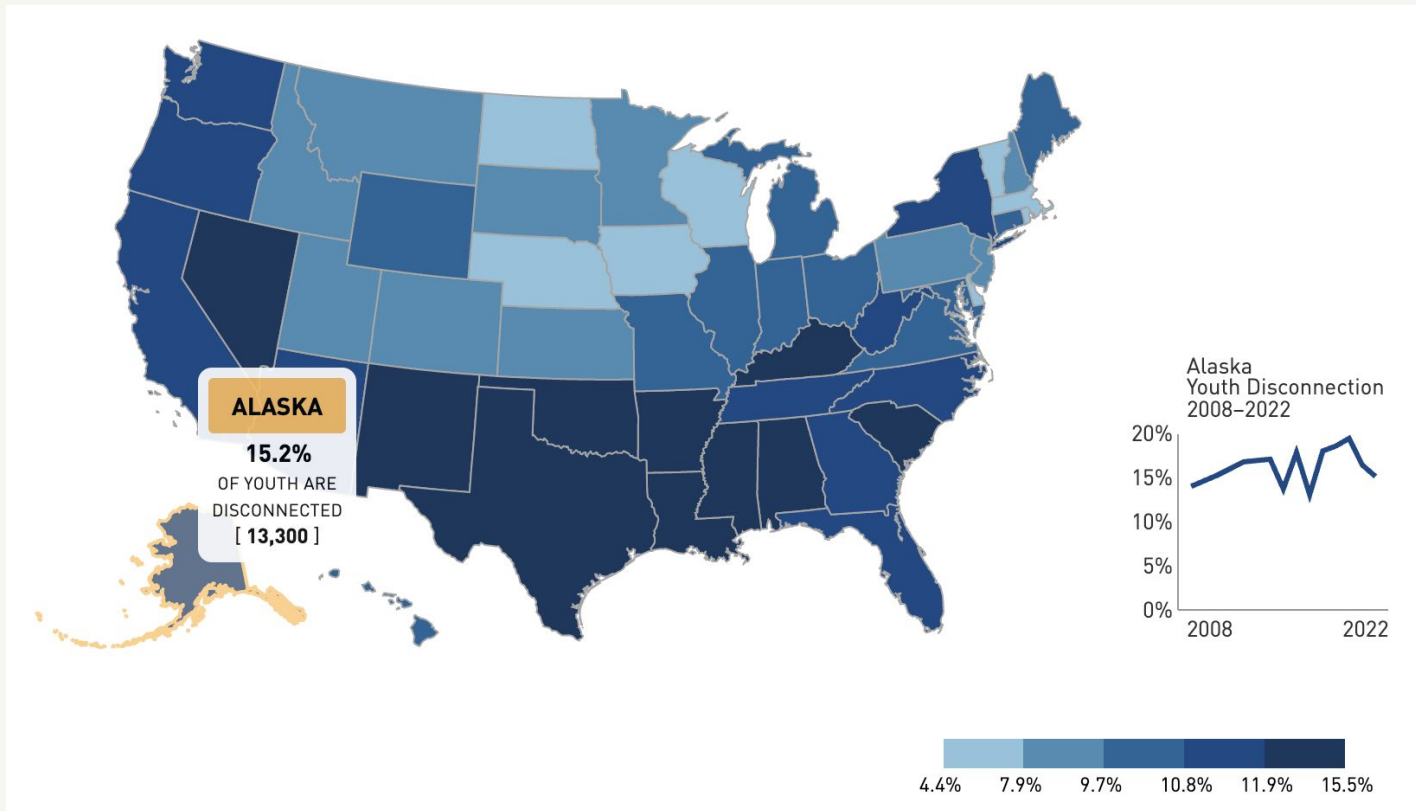 ALASKA
15.2%
OF YOUTH ARE
DISCONNECTED
[ 13,300 ]
Alaska
Youth Disconnection
2008–2022
20%
15%
10%
5%
0%
2008 2022
4.4% 7.9% 9.7% 10.8% 11.9% 15.5%